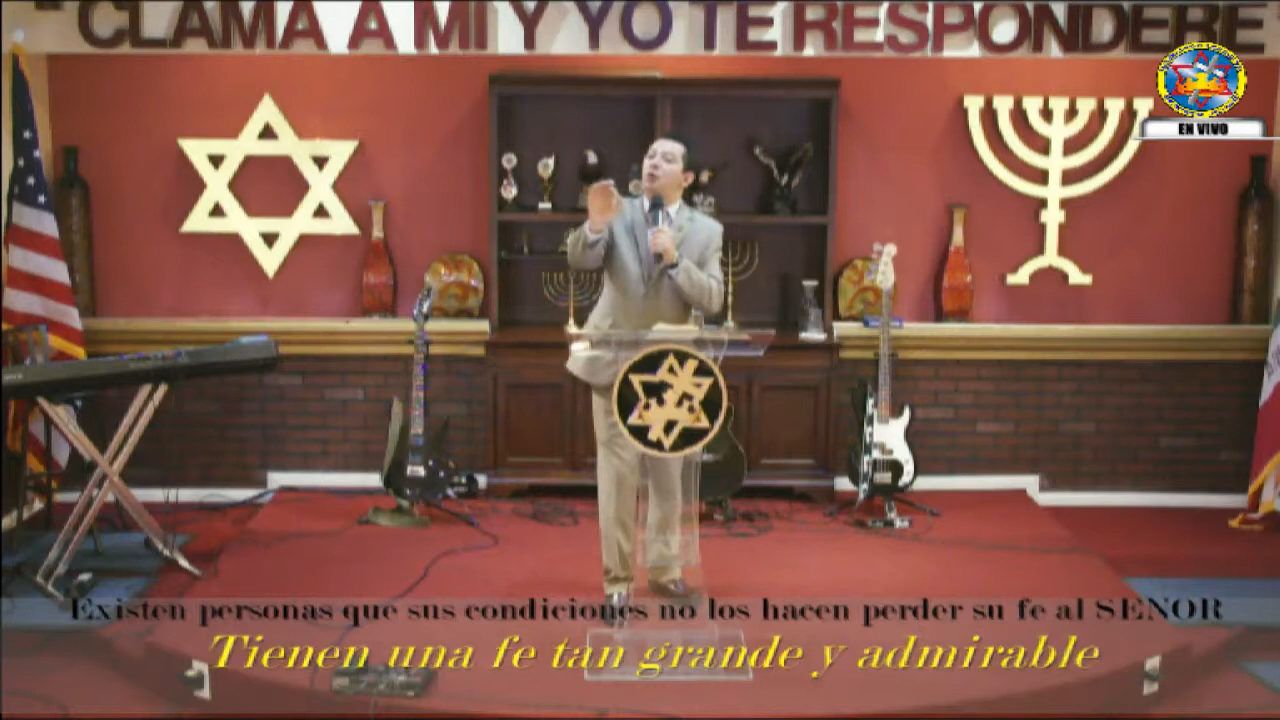 "CLAMA A MI Y YO TE RESPONDERE
EN VIVO
Existen personas que sus condiciones no los hacen perder su fe al SENOR
Tienen una fe tan grande y admirable